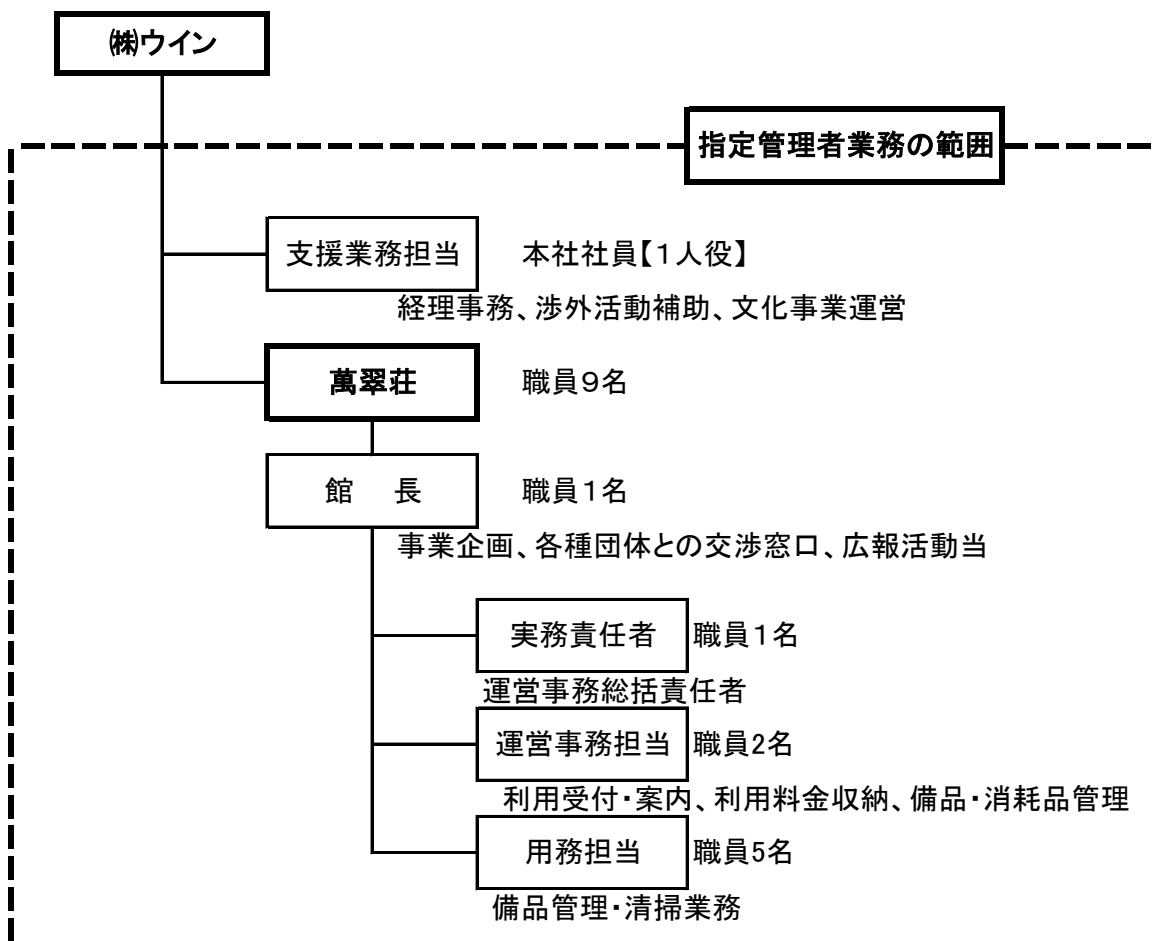 ㈱ウイン
指定管理者業務の範囲
支援業務担当 本社社員【１人役】
経理事務、渉外活動補助、文化事業運営
萬翠荘 職員９名
館　長 職員１名
事業企画、各種団体との交渉窓口、広報活動当
実務責任者 職員１名
運営事務総括責任者
運営事務担当 職員2名
利用受付・案内、利用料金収納、備品・消耗品管理
用務担当 職員5名
備品管理・清掃業務